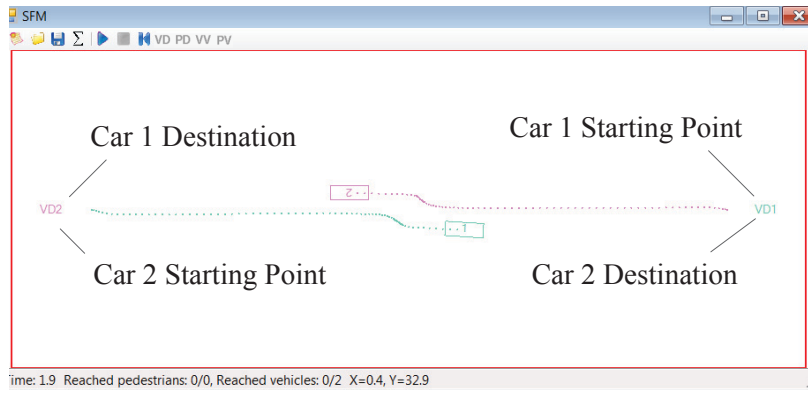 SFM
VD PD VV PV
Car 1 Destination
Car 1 Starting Point
2
VD2
VD1
1
Car 2 Starting Point
Car 2 Destination
ime: 1.9 Reached pedestrians: 0/0, Reached vehicles: 0/2 X=0.4, Y=32.9